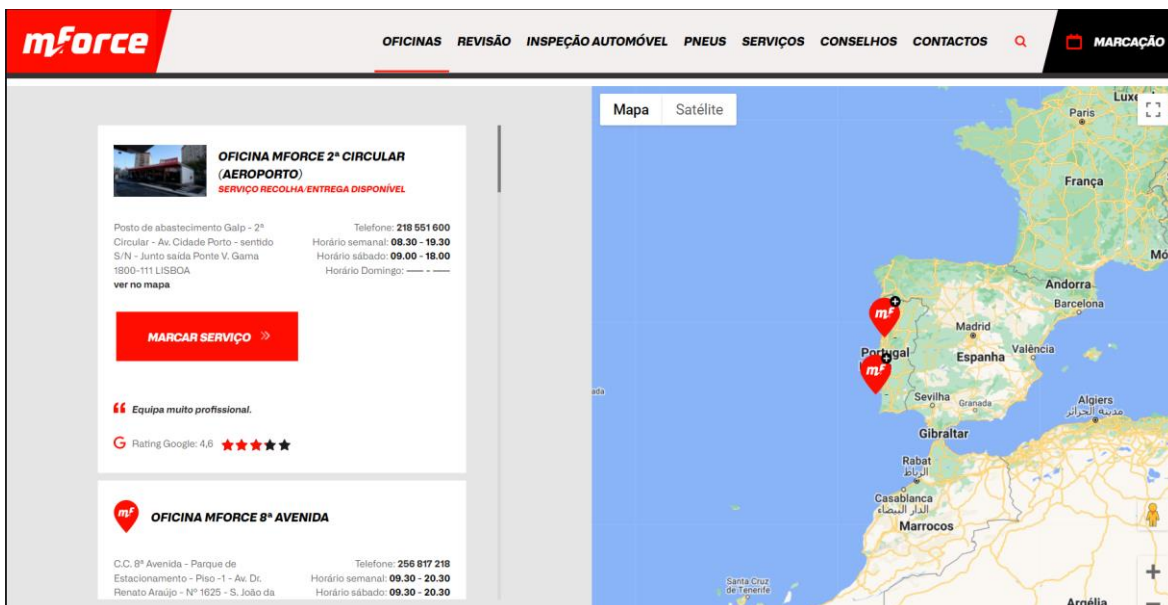 mforce
OFICINAS REVISÃO INSPEÇÃO AUTOMÓVEL PNEUS SERVIÇOS CONSELHOS CONTACTOS MARCAÇÃO
OFICINA MFORCE 2ª CIRCULAR
(AEROPORTO)
SERVIÇO RECOLHA/ENTREGA DISPONÍVEL
Posto de abastecimento Galp - 2ª
Circular - Av. Cidade Porto - sentido
S/N - Junto saída Ponte V. Gama
1800-111 LISBOA
ver no mapa
Telefone: 218 551 600
Horário semanal: 08.30 - 19.30
Horário sábado: 09.00 - 18.00
Horário Domingo: —— - ——
MARCAR SERVIÇO
Equipa muito profissional.
Rating Google: 4,6
mF
OFICINA MFORCE 8ª AVENIDA
C.C. 8ª Avenida - Parque de
Estacionamento - Piso -1 - Av. Dr.
Renato Araújo - Nº 1625 - S. João da
Telefone: 256 817 218
Horário semanal: 09.30 - 20.30
Horário sábado: 09.30 - 20.30
Mapa Satélite
Luxe
Paris
França
Mó
Andorra
Barcelona
mF
Madrid
Portugal
Espanha
València
mF
Sevilha
Granada
Algiers
مدينة الجزائر
Gibraltar
Rabat
الرباط
Casablanca
الدار البيضاء
Marrocos
Santa Cruz
de Tenerife
Argélia